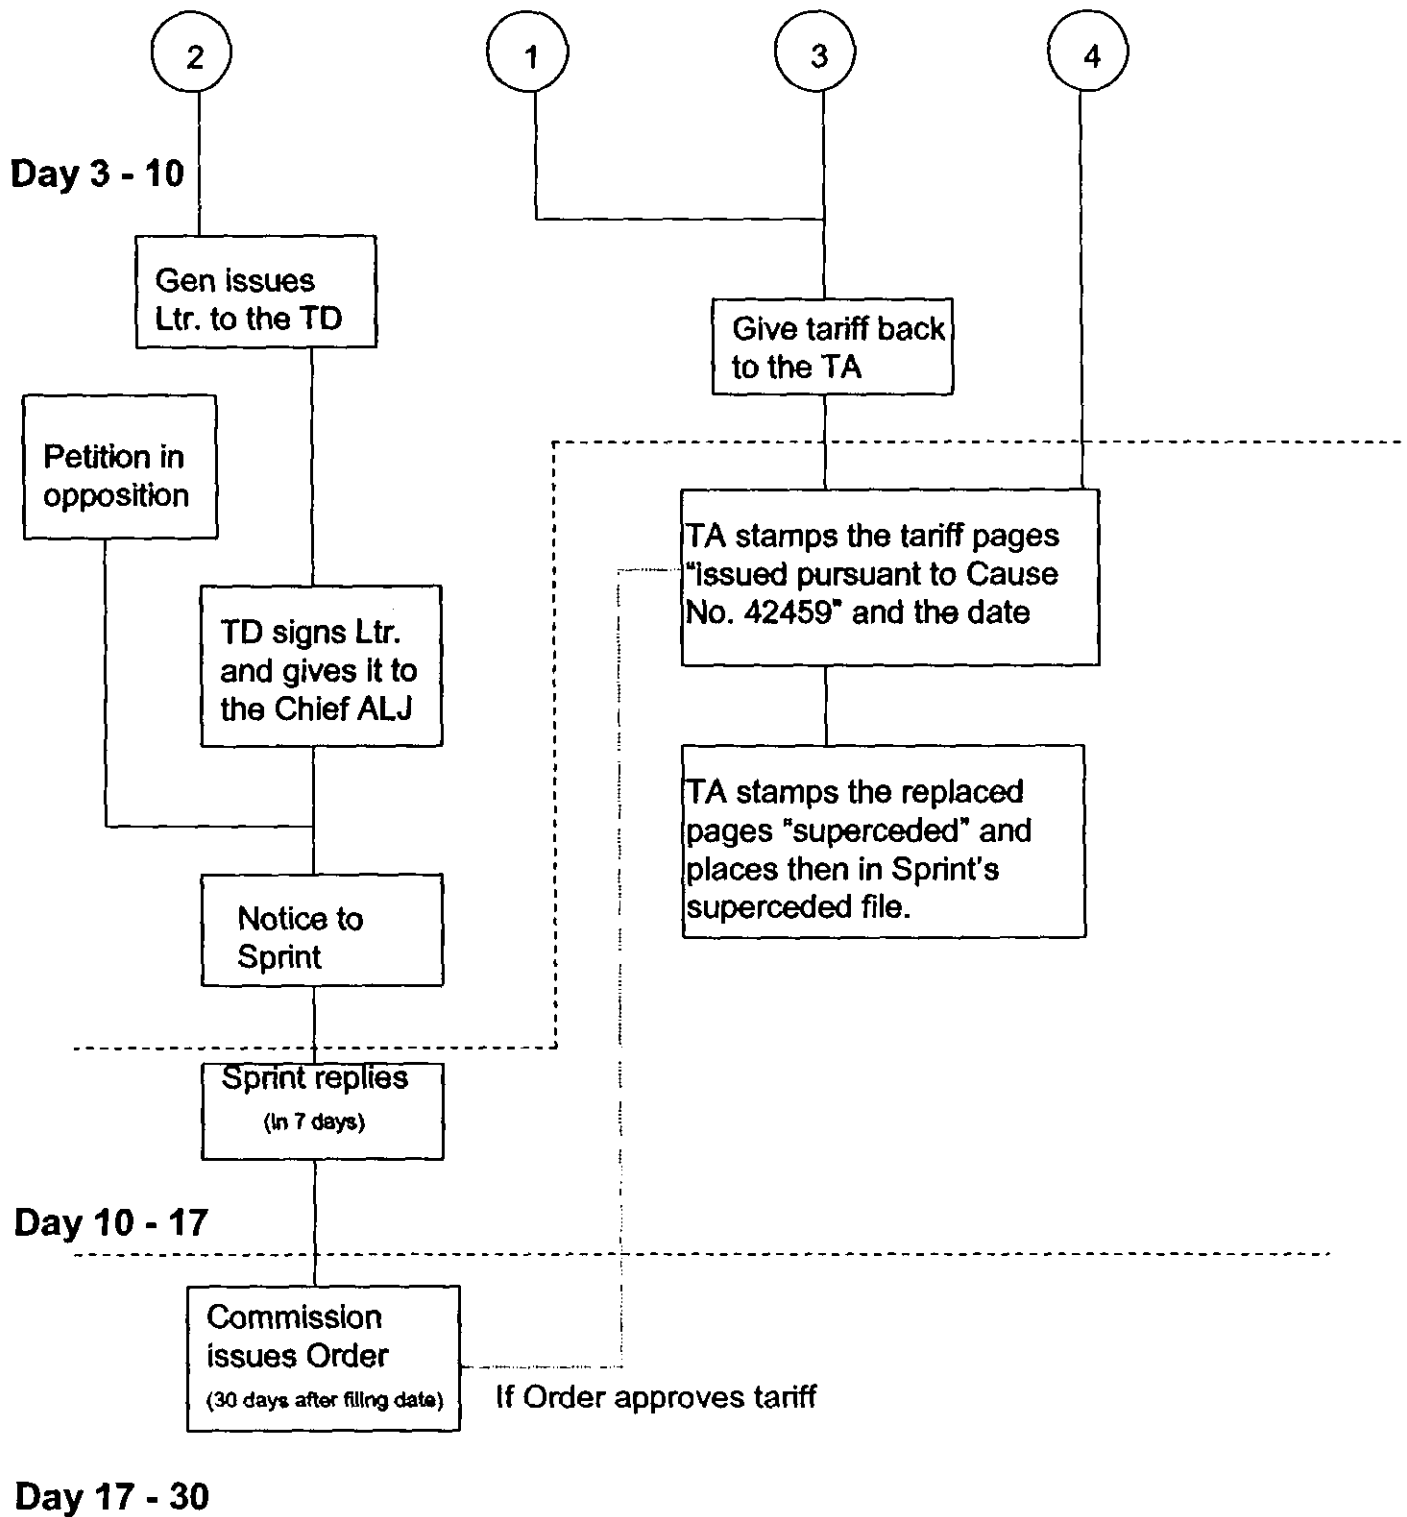 2
1
3
4
Day 3 - 10
Gen issues
Ltr. to the TD
Give tariff back
to the TA
Petition in
opposition
TA stamps the tariff pages
"issued pursuant to Cause
No. 42459" and the date
TD signs Ltr.
and gives it to
the Chief ALJ
TA stamps the replaced
pages "superceded" and
places then in Sprint's
superceded file.
Notice to
Sprint
Sprint replies
(in 7 days)
Day 10 - 17
Commission
issues Order
(30 days after filing date)
If Order approves tariff
Day 17 - 30